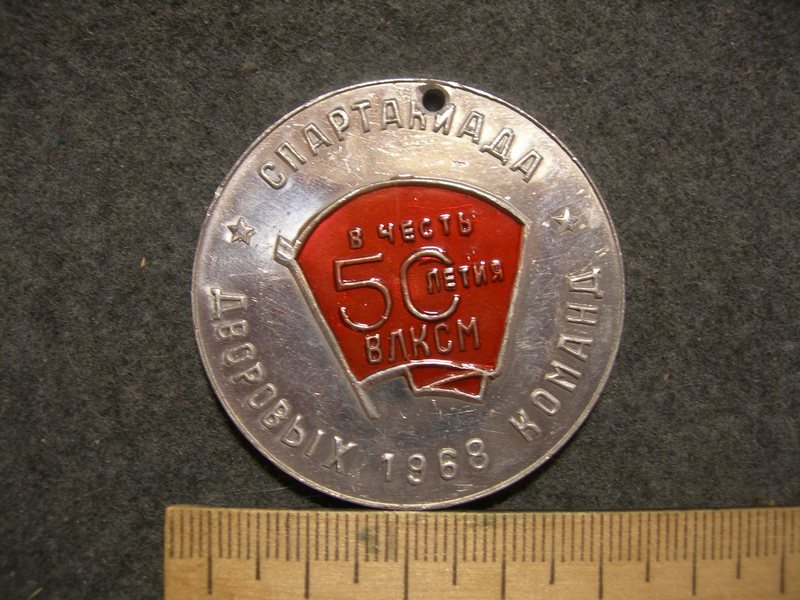 СПАРТАКИАДА
В ЧЕСТЬ
50 ЛЕТИЯ
ВЛКСМ
ДВОРОВЫХ 1968 КОМАНД